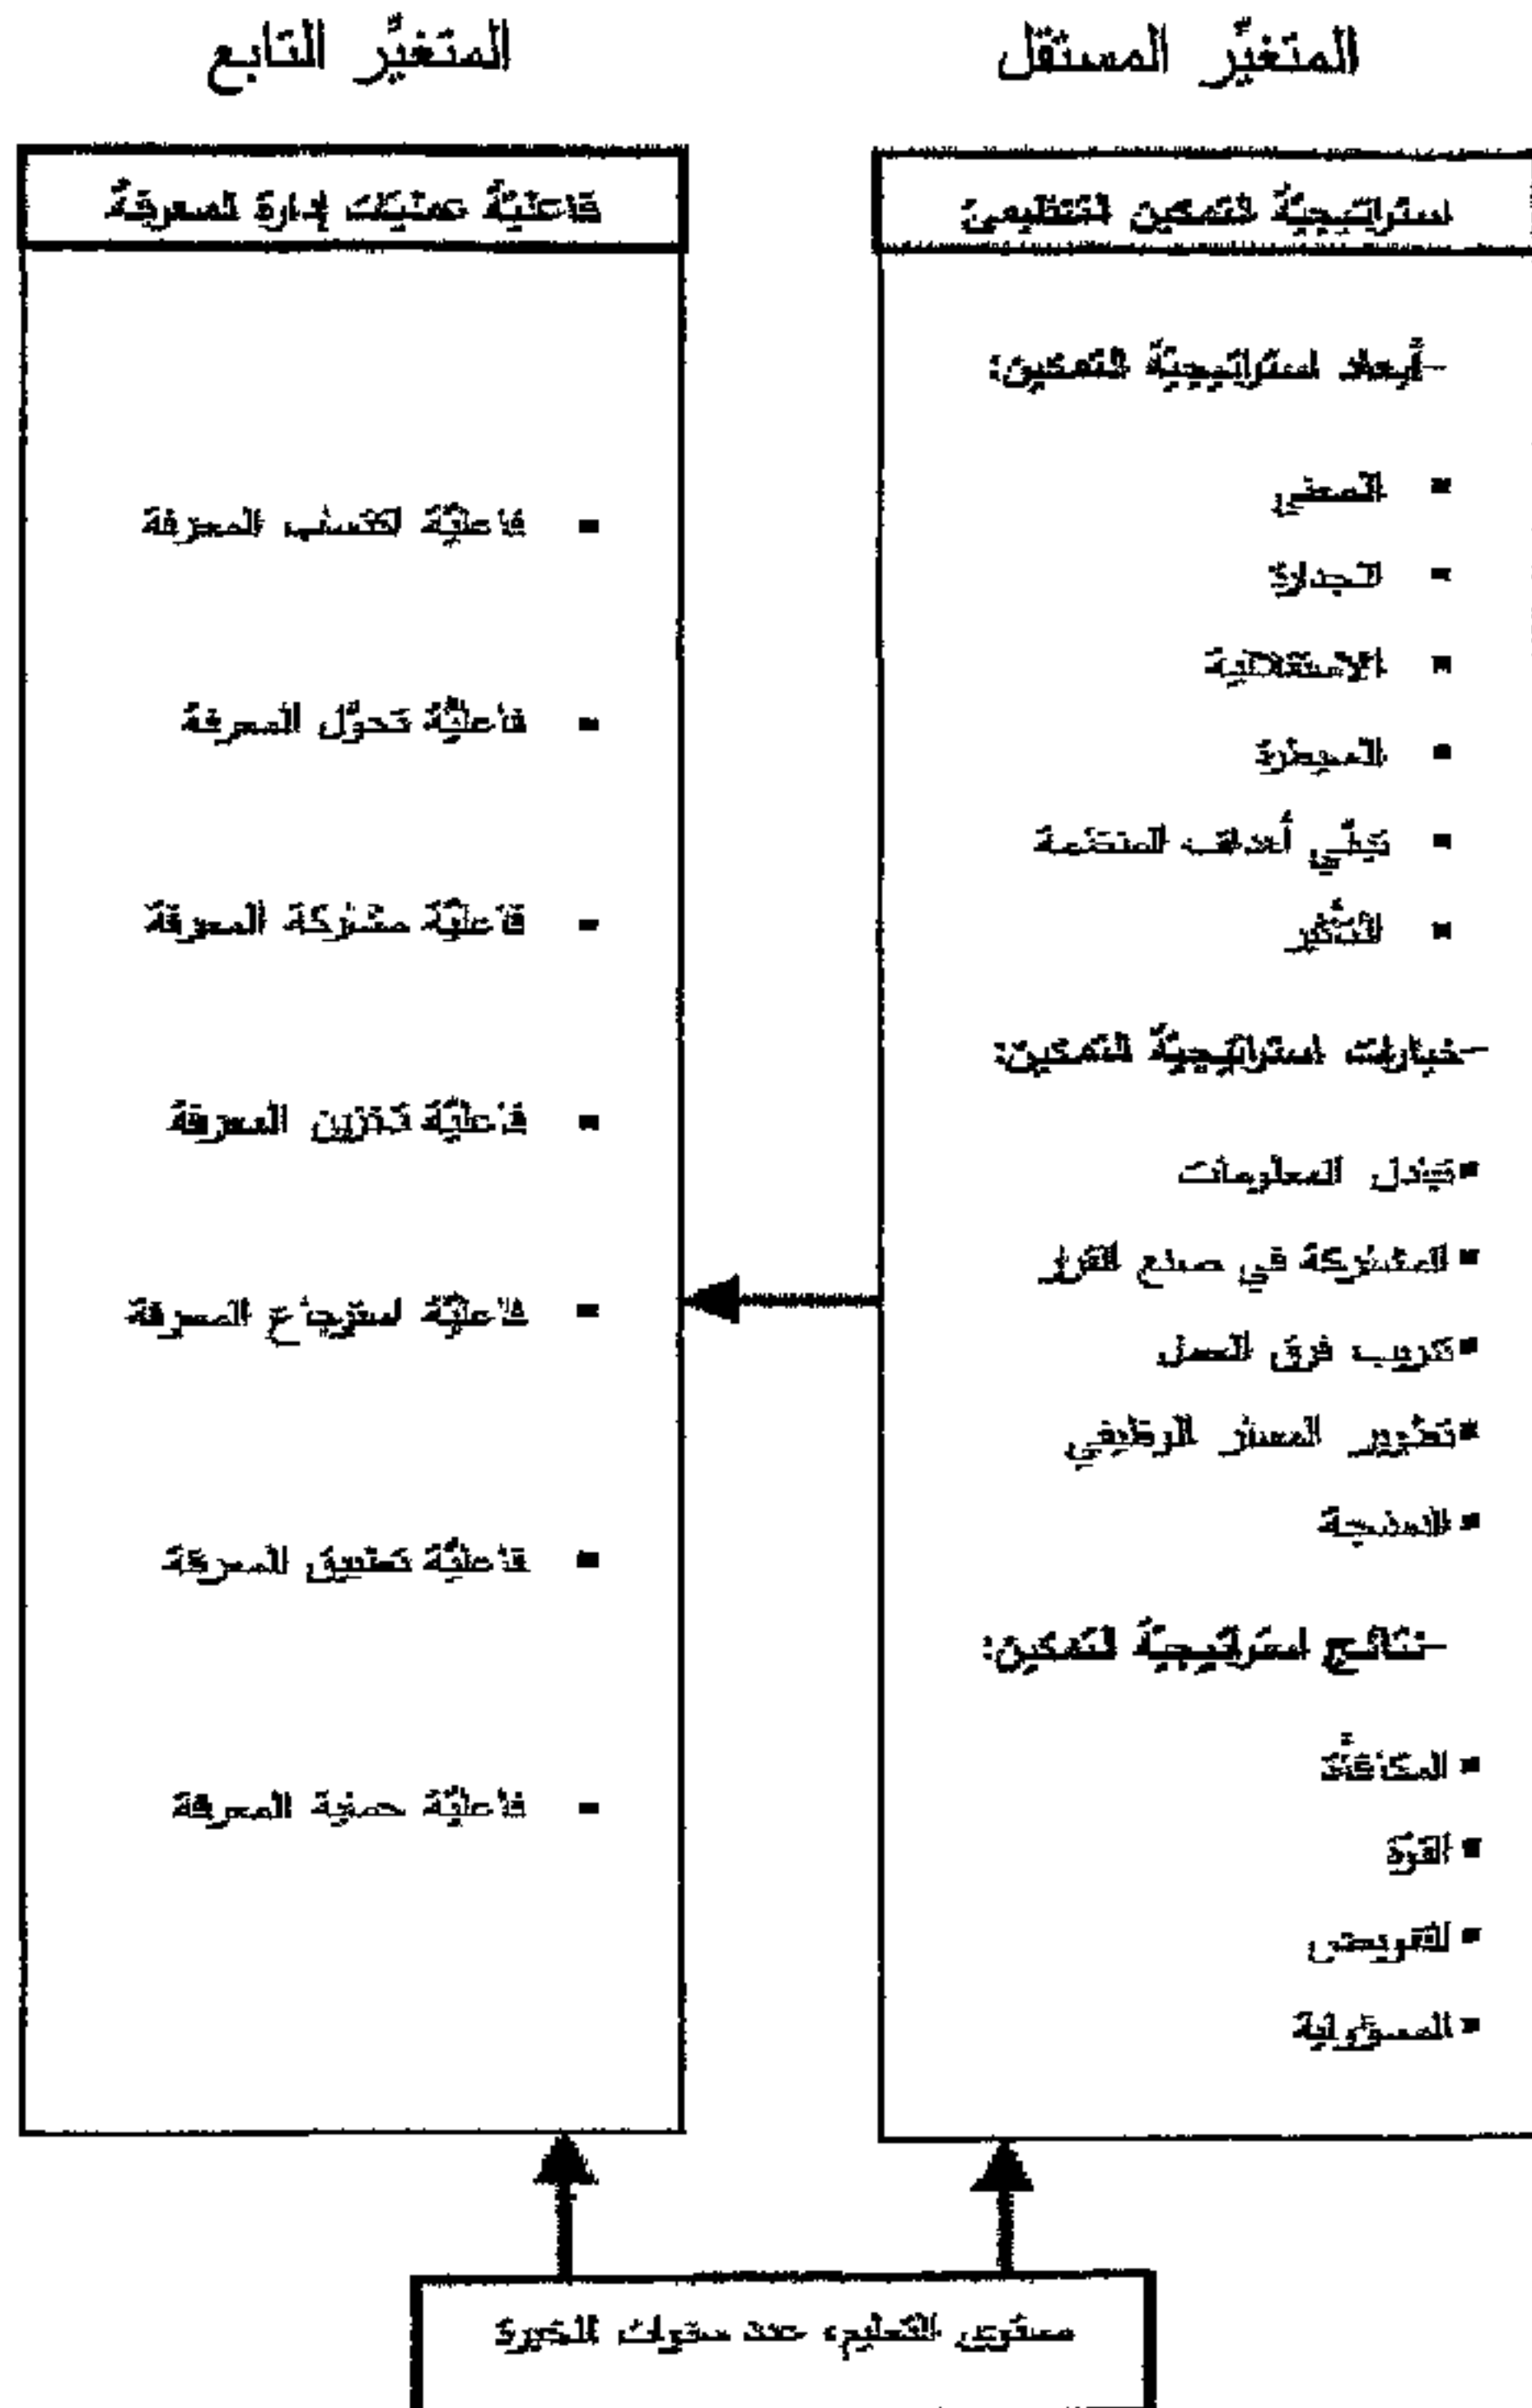 المتغيِّر المستقل
استراتيجيَّة التمكين التنظيمي
-أبعاد استراتيجيَّة التمكين:
▪ المعنى
▪ الجدارة
▪ الاستقلالية
▪ السيطرة
▪ تبنِّي أهداف المنظمة
▪ التأثير
-خيارات استراتيجيَّة التمكين:
▪تبادل المعلومات
▪المشاركة في صنع القرار
▪تدريب فرق العمل
▪تطوير المسار الوظيفي
▪النمذجة
-نتائج استراتيجيَّة التمكين:
▪المكافأة
▪القوّة
▪التفويض
▪المسؤولية
المتغيِّر التابع
فاعليَّة عمليات إدارة المعرفة
▪ فاعليَّة اكتساب المعرفة
▪ فاعليَّة تحوّل المعرفة
▪ فاعليَّة مشاركة المعرفة
▪ فاعليَّة تخزين المعرفة
▪ فاعليَّة استرجاع المعرفة
▪ فاعليَّة تطبيق المعرفة
▪ فاعليَّة حماية المعرفة
مستوى التعليم، عدد سنوات الخبرة